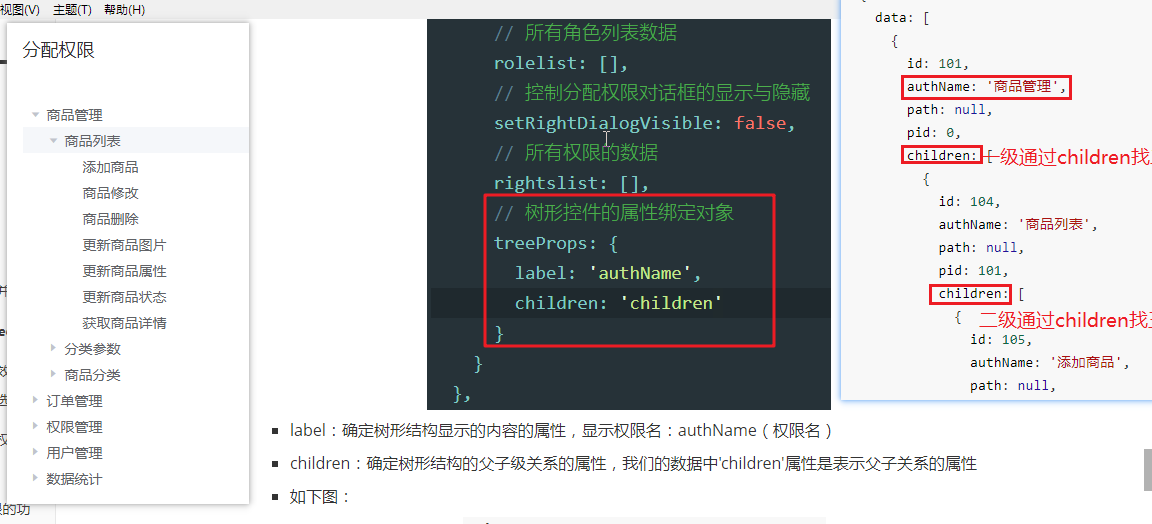 视图(V) 主题(T) 帮助(H)
分配权限
商品管理
商品列表
添加商品
商品修改
商品删除
更新商品图片
更新商品属性
更新商品状态
获取商品详情
分类参数
商品分类
订单管理
权限管理
用户管理
数据统计
// 所有角色列表数据
rolelist: [],
// 控制分配权限对话框的显示与隐藏
setRightDialogVisible: false,
// 所有权限的数据
rightslist: [],
// 树形控件的属性绑定对象
treeProps: {
label: 'authName',
children: 'children'
}
}
},
data: [
{
id: 101,
authName: '商品管理',
path: null,
pid: 0,
children: 一级通过children找
{
id: 104,
authName: '商品列表',
path: null,
pid: 101,
children: [
{ 二级通过children找
id: 105,
authName: '添加商品',
path: null,
label：确定树形结构显示的内容的属性，显示权限名：authName（权限名）
children：确定树形结构的父子级关系的属性，我们的数据中'children'属性是表示父子关系的属性
如下图：
的功